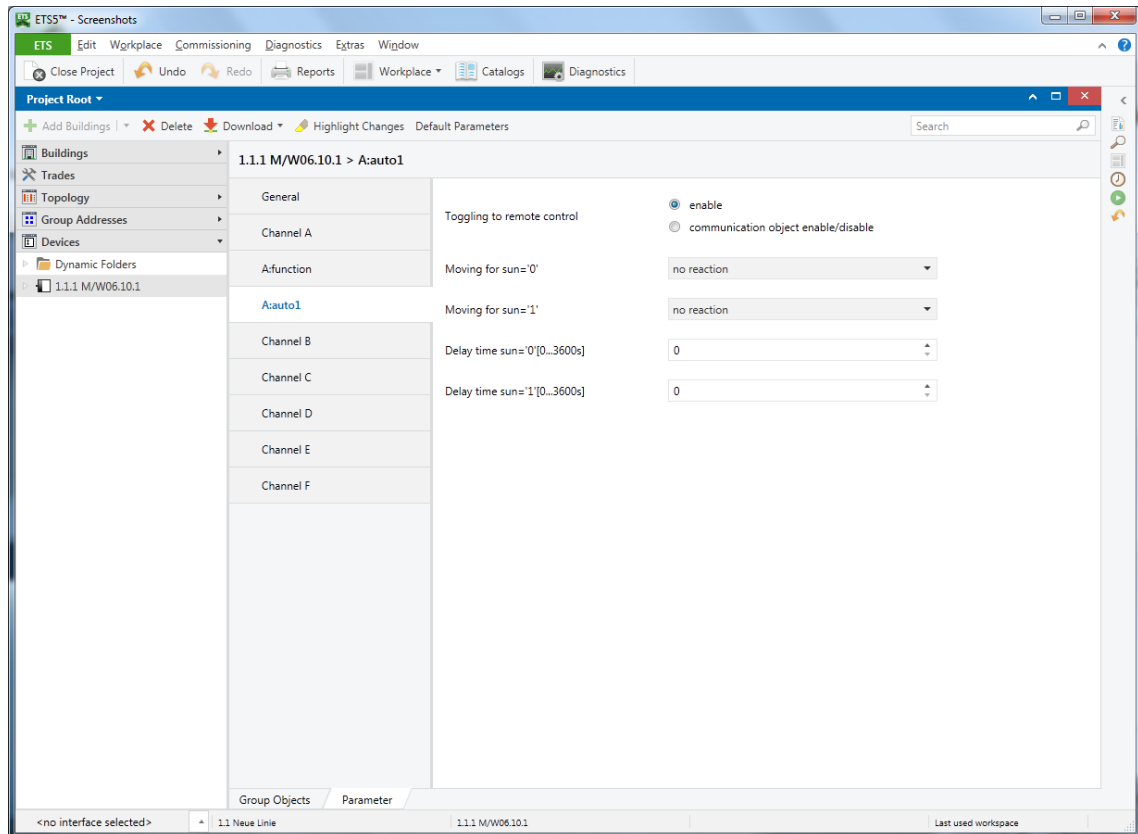 ETS5™ - Screenshots
ETS Edit Workplace Commissioning Diagnostics Extras Window
Close Project Undo Redo Reports Workplace Catalogs Diagnostics
Project Root
Add Buildings Delete Download Highlight Changes Default Parameters Search
Buildings
Trades
Topology
Group Addresses
Devices
Dynamic Folders
1.1.1 M/W06.10.1
1.1.1 M/W06.10.1 > A:auto1
General
Channel A
A:function
A:auto1
Channel B
Channel C
Channel D
Channel E
Channel F
Toggling to remote control
enable
communication object enable/disable
Moving for sun='0' no reaction
Moving for sun='1' no reaction
Delay time sun='0'[0...3600s] 0
Delay time sun='1'[0...3600s] 0
Group Objects Parameter
<no interface selected> 1.1 Neue Linie 1.1.1 M/W06.10.1 Last used workspace